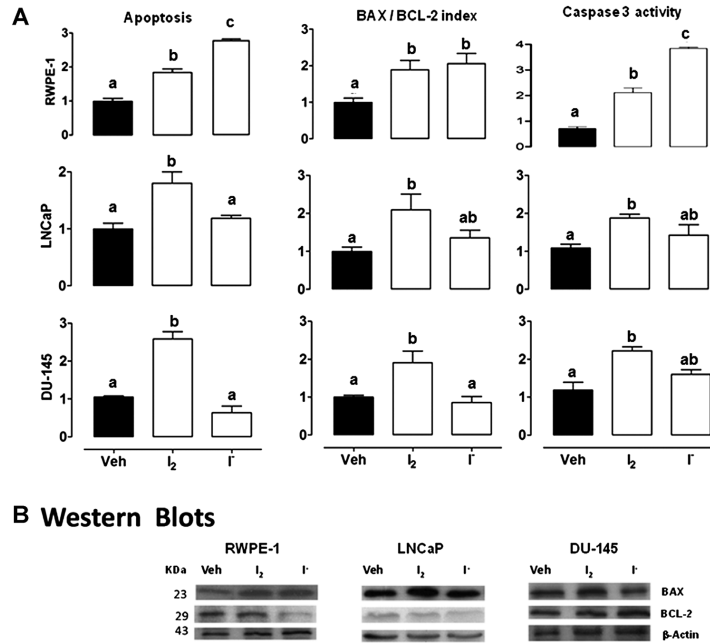 A
Apoptosis BAX / BCL-2 index Caspase 3 activity
RWPE-1
3 2 1 0
a b c
3 2 1 0
a b b
4 3 2 1 0
a b c
LNCaP
2 1 0
a b a
3 2 1 0
a b ab
3 2 1 0
a b ab
DU-145
3 2 1 0
a b a
3 2 1 0
a b a
3 2 1 0
a b ab
Veh I2 I- Veh I2 I- Veh I2 I-
B Western Blots
RWPE-1 LNCaP DU-145
KDa Veh I2 I- Veh I2 I- Veh I2 I-
23 BAX
29 BCL-2
43 β-Actin